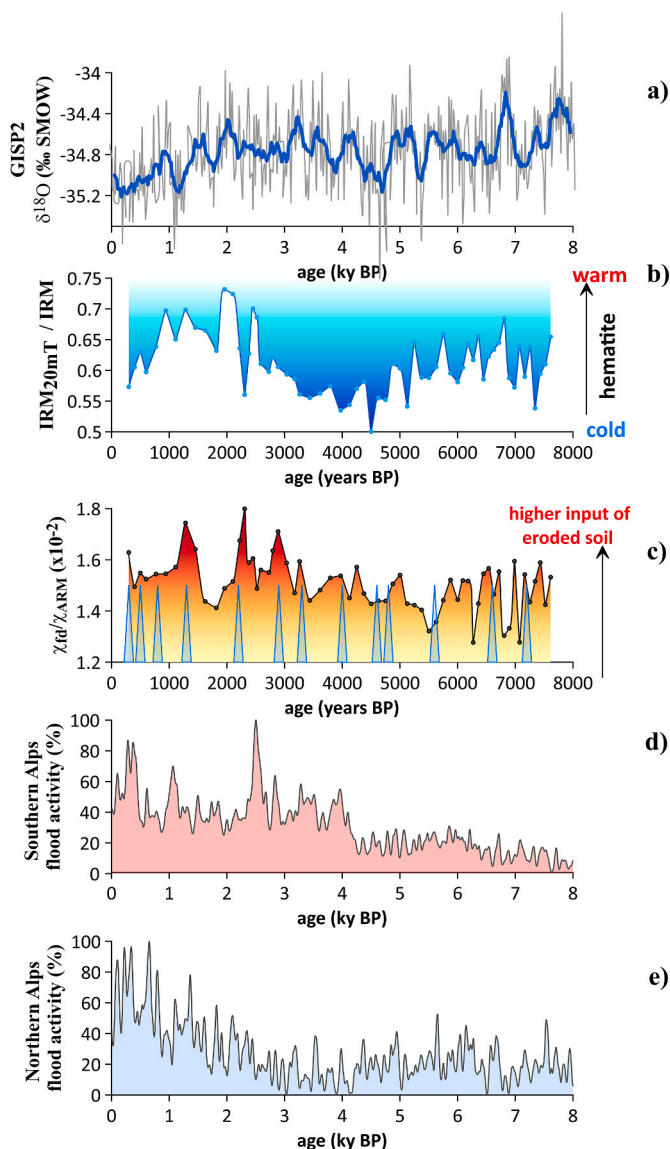 a)
GISP2
δ18O (‰ SMOW)
-34
-34.4
-34.8
-35.2
0 1 2 3 4 5 6 7 8
age (ky BP)
b)
IRM20mT / IRM
0.75
0.7
0.65
0.6
0.55
0.5
warm
hematite
cold
0 1000 2000 3000 4000 5000 6000 7000 8000
age (years BP)
c)
χfd/χARM (x10-2)
1.8
1.6
1.4
1.2
higher input of
eroded soil
0 1000 2000 3000 4000 5000 6000 7000 8000
age (years BP)
d)
Southern Alps
flood activity (%)
100
80
60
40
20
0
0 1 2 3 4 5 6 7 8
age (ky BP)
e)
Northern Alps
flood activity (%)
100
80
60
40
20
0
0 1 2 3 4 5 6 7 8
age (ky BP)